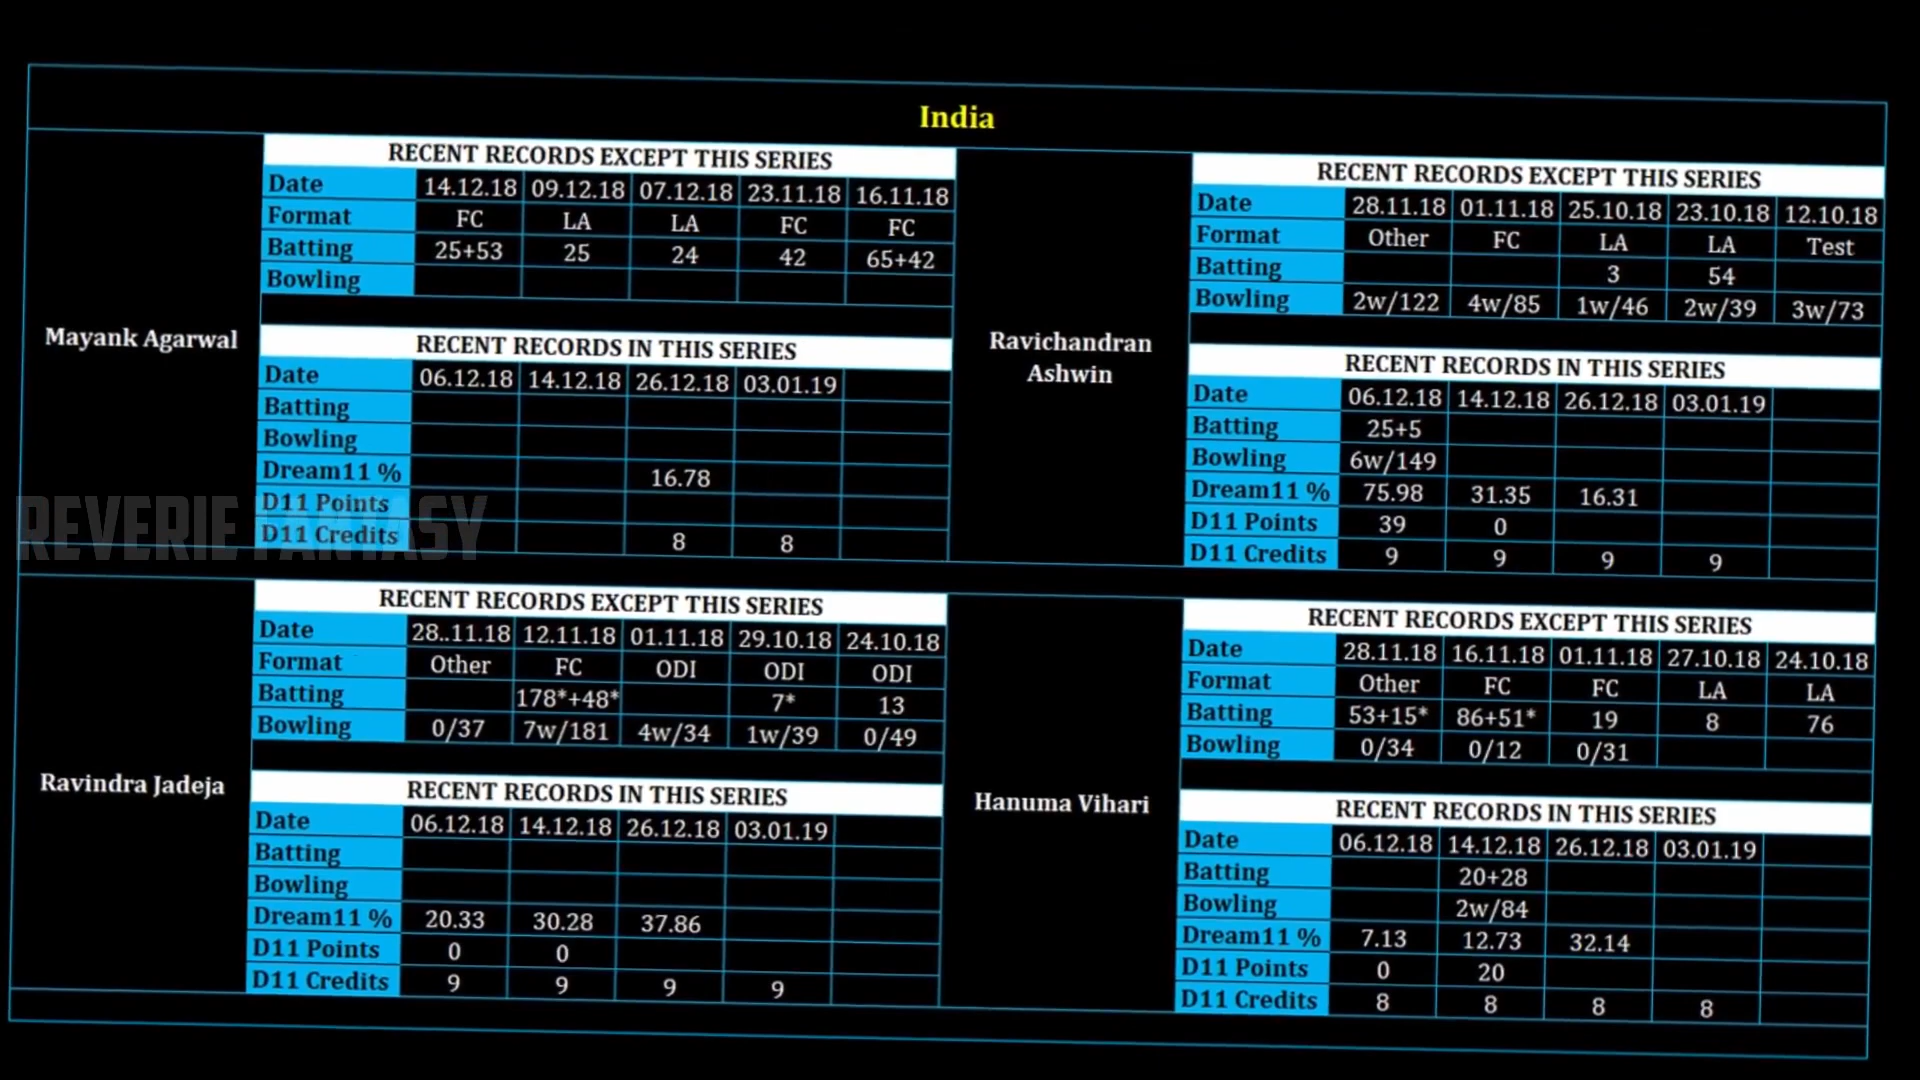 India
Mayank Agarwal
RECENT RECORDS EXCEPT THIS SERIES
Date 14.12.18 09.12.18 07.12.18 23.11.18 16.11.18
Format FC LA LA FC FC
Batting 25+53 25 24 42 65+42
Bowling
RECENT RECORDS IN THIS SERIES
Date 06.12.18 14.12.18 26.12.18 03.01.19
Batting
Bowling
Dream11 % 16.78
D11 Points
D11 Credits 8 8
Ravichandran
Ashwin
RECENT RECORDS EXCEPT THIS SERIES
Date 28.11.18 01.11.18 25.10.18 23.10.18 12.10.18
Format Other FC LA LA Test
Batting 3 54
Bowling 2w/122 4w/85 1w/46 2w/39 3w/73
RECENT RECORDS IN THIS SERIES
Date 06.12.18 14.12.18 26.12.18 03.01.19
Batting 25+5
Bowling 6w/149
Dream11 % 75.98 31.35 16.31
D11 Points 39 0
D11 Credits 9 9 9 9
REVERIE FANTASY
Ravindra Jadeja
RECENT RECORDS EXCEPT THIS SERIES
Date 28..11.18 12.11.18 01.11.18 29.10.18 24.10.18
Format Other FC ODI ODI ODI
Batting 178*+48* 7* 13
Bowling 0/37 7w/181 4w/34 1w/39 0/49
RECENT RECORDS IN THIS SERIES
Date 06.12.18 14.12.18 26.12.18 03.01.19
Batting
Bowling
Dream11 % 20.33 30.28 37.86
D11 Points 0 0
D11 Credits 9 9 9 9
Hanuma Vihari
RECENT RECORDS EXCEPT THIS SERIES
Date 28.11.18 16.11.18 01.11.18 27.10.18 24.10.18
Format Other FC FC LA LA
Batting 53+15* 86+51* 19 8 76
Bowling 0/34 0/12 0/31
RECENT RECORDS IN THIS SERIES
Date 06.12.18 14.12.18 26.12.18 03.01.19
Batting 20+28
Bowling 2w/84
Dream11 % 7.13 12.73 32.14
D11 Points 0 20
D11 Credits 8 8 8 8